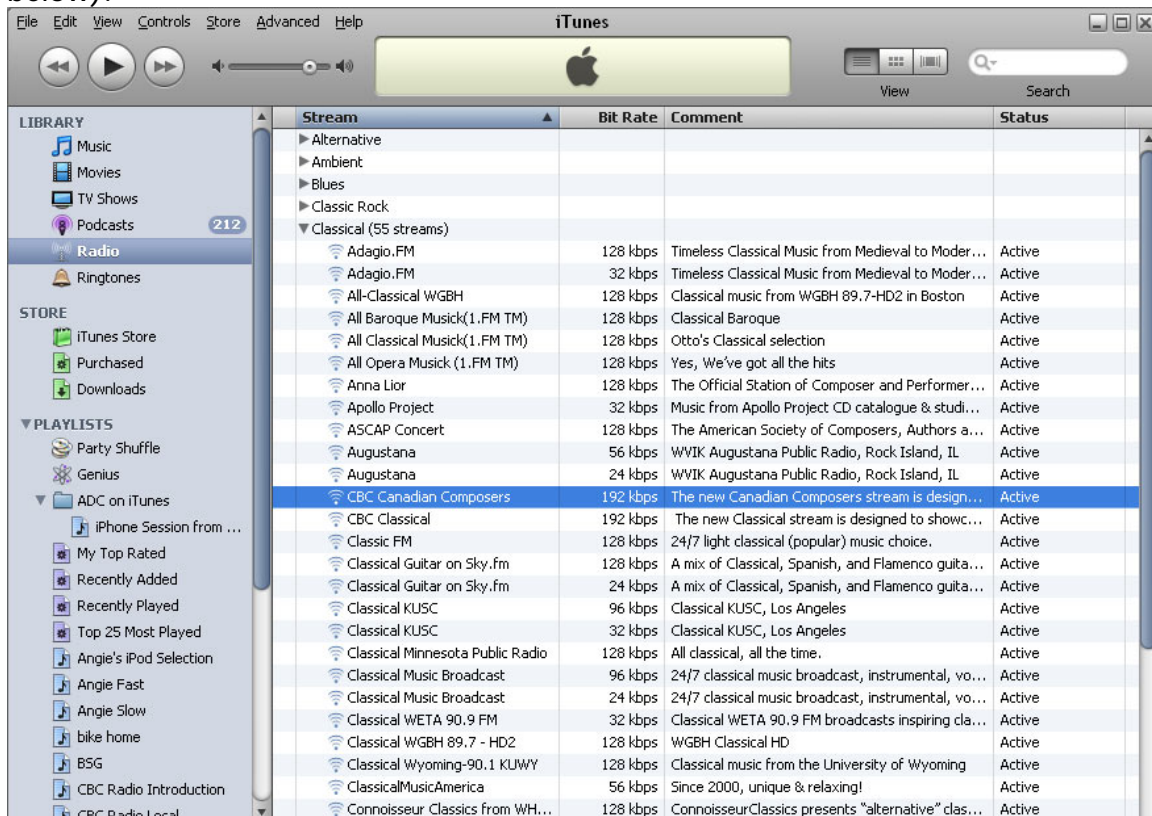 below):
File Edit View Controls Store Advanced Help iTunes
View Search
LIBRARY
Music
Movies
TV Shows
Podcasts 212
Radio
Ringtones
STORE
iTunes Store
Purchased
Downloads
PLAYLISTS
Party Shuffle
Genius
ADC on iTunes
iPhone Session from ...
My Top Rated
Recently Added
Recently Played
Top 25 Most Played
Angie's iPod Selection
Angie Fast
Angie Slow
bike home
BSG
CBC Radio Introduction
CBC Radio Local
Stream Bit Rate Comment Status
Alternative
Ambient
Blues
Classic Rock
Classical (55 streams)
Adagio.FM 128 kbps Timeless Classical Music from Medieval to Moder... Active
Adagio.FM 32 kbps Timeless Classical Music from Medieval to Moder... Active
All-Classical WGBH 128 kbps Classical music from WGBH 89.7-HD2 in Boston Active
All Baroque Musick(1.FM TM) 128 kbps Classical Baroque Active
All Classical Musick(1.FM TM) 128 kbps Otto's Classical selection Active
All Opera Musick (1.FM TM) 128 kbps Yes, We've got all the hits Active
Anna Lior 128 kbps The Official Station of Composer and Performer... Active
Apollo Project 32 kbps Music from Apollo Project CD catalogue & studi... Active
ASCAP Concert 128 kbps The American Society of Composers, Authors a... Active
Augustana 56 kbps WVIK Augustana Public Radio, Rock Island, IL Active
Augustana 24 kbps WVIK Augustana Public Radio, Rock Island, IL Active
CBC Canadian Composers 192 kbps The new Canadian Composers stream is design... Active
CBC Classical 192 kbps The new Classical stream is designed to showc... Active
Classic FM 128 kbps 24/7 light classical (popular) music choice. Active
Classical Guitar on Sky.fm 128 kbps A mix of Classical, Spanish, and Flamenco guita... Active
Classical Guitar on Sky.fm 24 kbps A mix of Classical, Spanish, and Flamenco guita... Active
Classical KUSC 96 kbps Classical KUSC, Los Angeles Active
Classical KUSC 32 kbps Classical KUSC, Los Angeles Active
Classical Minnesota Public Radio 128 kbps All classical, all the time. Active
Classical Music Broadcast 96 kbps 24/7 classical music broadcast, instrumental, vo... Active
Classical Music Broadcast 24 kbps 24/7 classical music broadcast, instrumental, vo... Active
Classical WETA 90.9 FM 32 kbps Classical WETA 90.9 FM broadcasts inspiring cla... Active
Classical WGBH 89.7 - HD2 128 kbps WGBH Classical HD Active
Classical Wyoming-90.1 KUWY 128 kbps Classical music from the University of Wyoming Active
ClassicalMusicAmerica 56 kbps Since 2000, unique & relaxing! Active
Connoisseur Classics from WH... 128 kbps ConnoisseurClassics presents "alternative" clas... Active